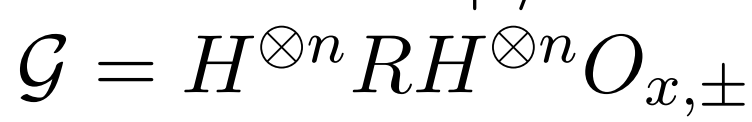 𝒢 = H^{⊗n} R H^{⊗n} O_{x,±}